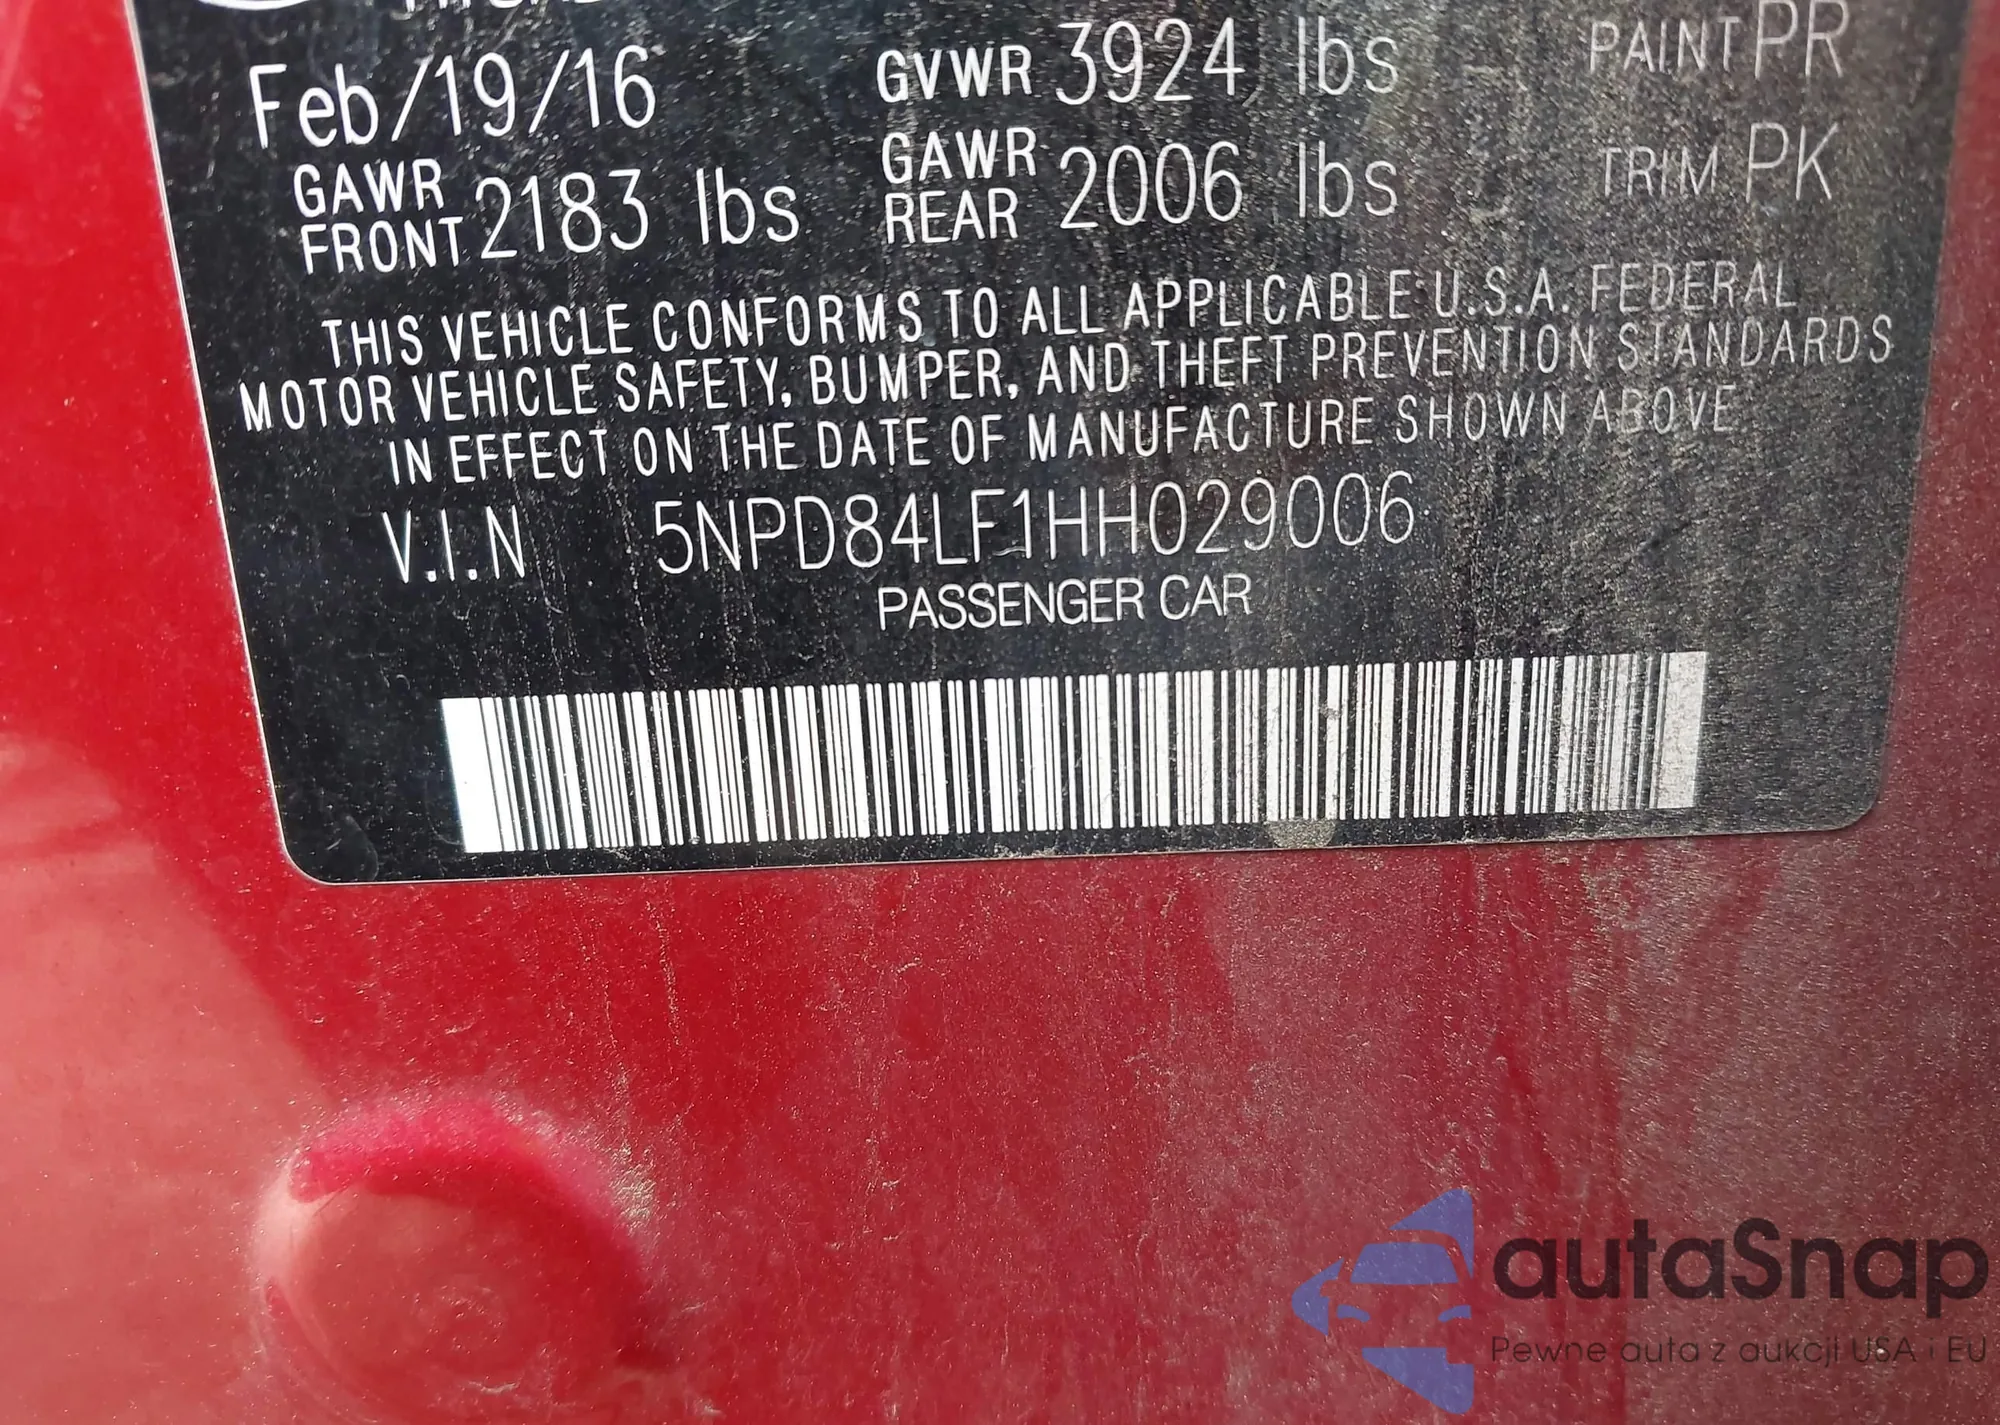 Feb/19/16 GVWR 3924 lbs PAINT PR
GAWR FRONT 2183 lbs GAWR REAR 2006 lbs TRIM PK
THIS VEHICLE CONFORMS TO ALL APPLICABLE U.S.A. FEDERAL
MOTOR VEHICLE SAFETY, BUMPER, AND THEFT PREVENTION STANDARDS
IN EFFECT ON THE DATE OF MANUFACTURE SHOWN ABOVE
V.I.N 5NPD84LF1HH029006
PASSENGER CAR
autaSnap
Pewne auta z aukcji USA i EU